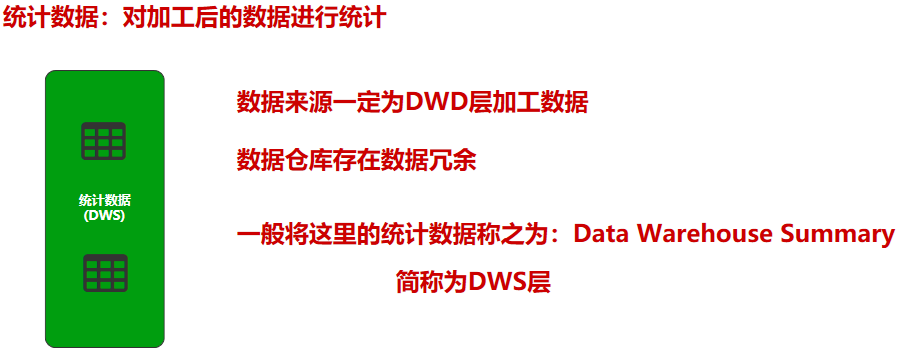 统计数据：对加工后的数据进行统计
数据来源一定为DWD层加工数据
数据仓库存在数据冗余
统计数据
(DWS)
一般将这里的统计数据称之为：Data Warehouse Summary
简称为DWS层